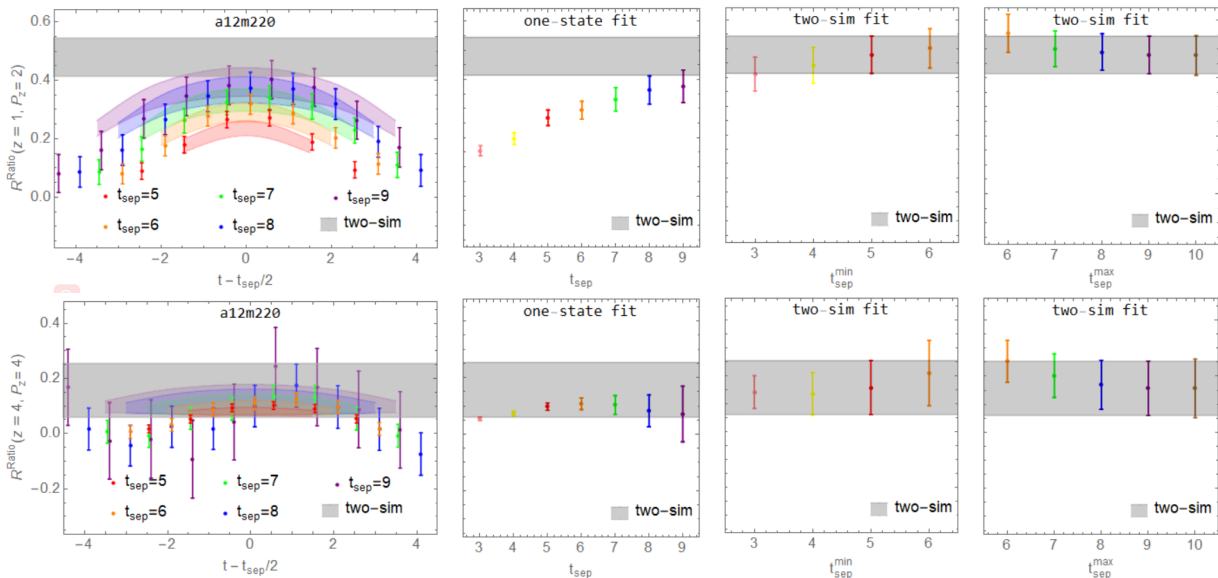 a12m220
R^Ratio(z=1, P_z=2)
0.6
0.4
0.2
0.0
t_sep=5
t_sep=7
t_sep=9
t_sep=6
t_sep=8
two-sim
-4 -2 0 2 4
t-t_sep/2
one-state fit
two-sim
3 4 5 6 7 8 9
t_sep
two-sim fit
two-sim
3 4 5 6
t_sep^min
two-sim fit
two-sim
6 7 8 9 10
t_sep^max
a12m220
R^Ratio(z=4, P_z=4)
0.4
0.2
0.0
-0.2
t_sep=5
t_sep=7
t_sep=9
t_sep=6
t_sep=8
two-sim
-4 -2 0 2 4
t-t_sep/2
one-state fit
two-sim
3 4 5 6 7 8 9
t_sep
two-sim fit
two-sim
3 4 5 6
t_sep^min
two-sim fit
two-sim
6 7 8 9 10
t_sep^max